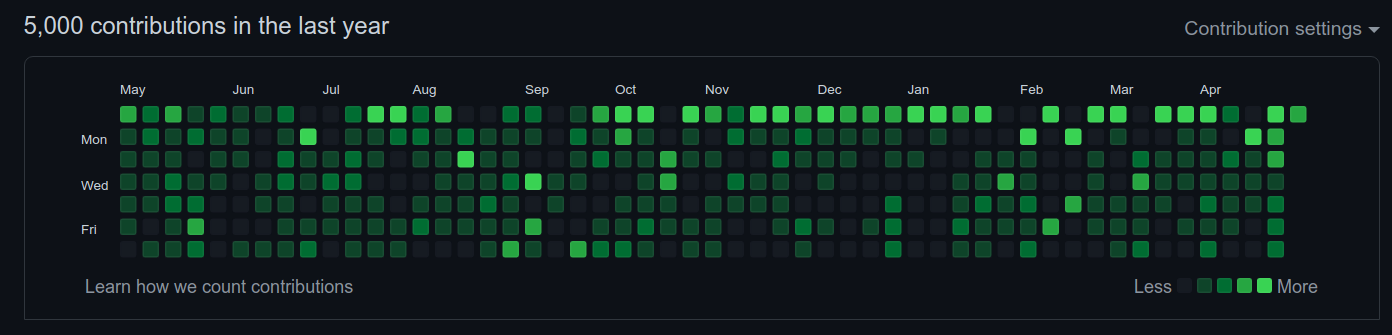 5,000 contributions in the last year
Contribution settings
May Jun Jul Aug Sep Oct Nov Dec Jan Feb Mar Apr
Mon
Wed
Fri
Learn how we count contributions
Less More